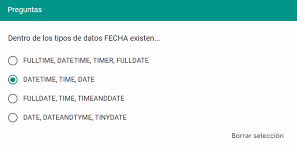 Preguntas
Dentro de los tipos de datos FECHA existen...
FULLTIME, DATETIME, TIMER, FULLDATE
DATETIME, TIME, DATE
FULLDATE, TIME, TIMEANDDATE
DATE, DATEANDTYME, TINYDATE
Borrar selección